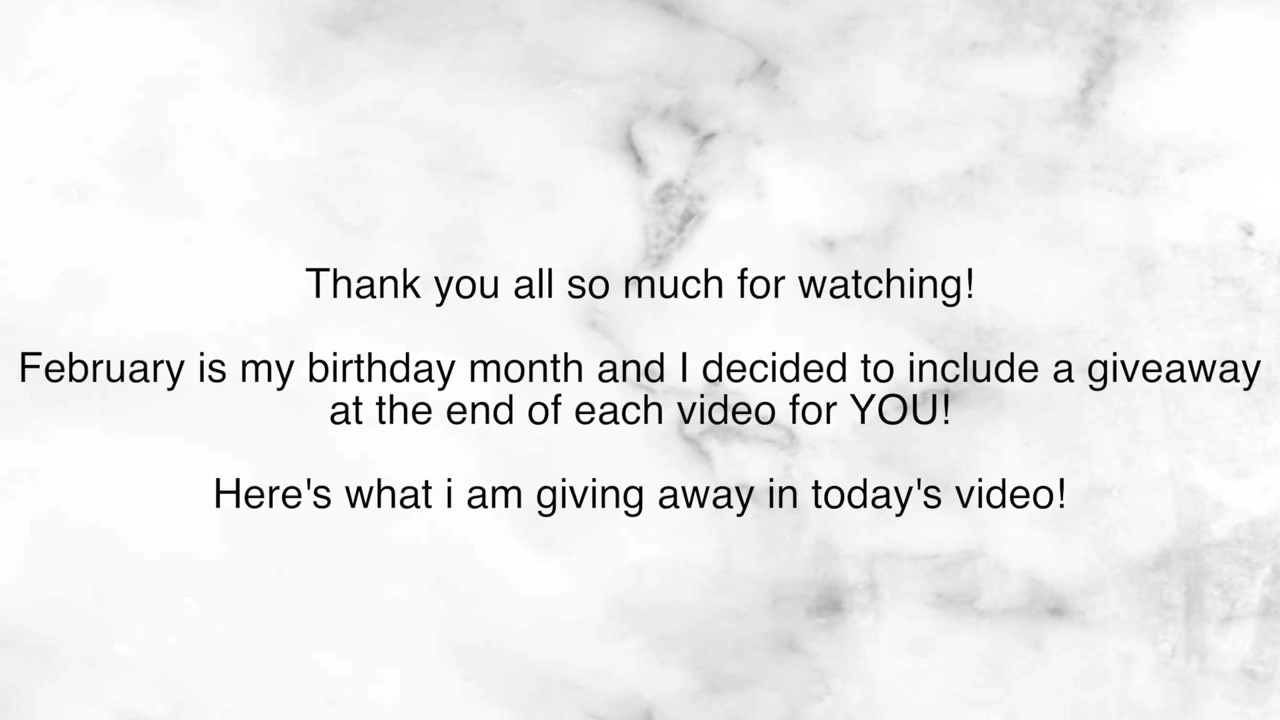 Thank you all so much for watching!
February is my birthday month and I decided to include a giveaway
at the end of each video for YOU!
Here's what i am giving away in today's video!